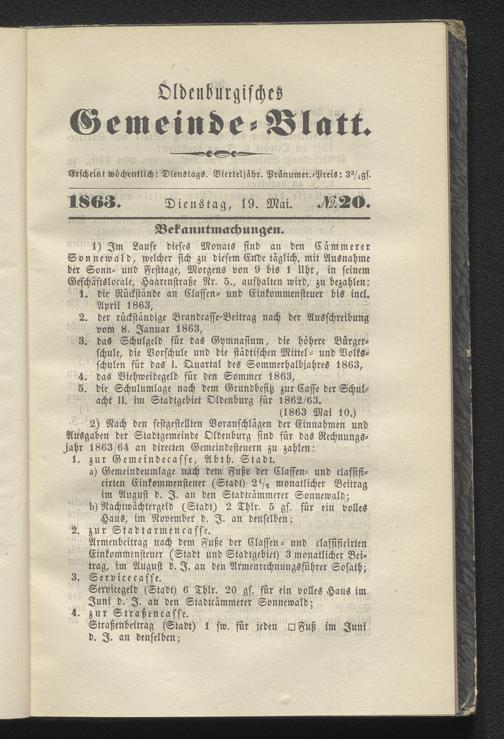 Oldenburgisches
Gemeinde-Blatt.
Erscheint wöchentlich: Dienstags. Vierteljähr. Pränumer.-Preis: 3³/₄ gs.
1863. Dienstag, 19. Mai. №. 20.
Bekanntmachungen.
1) Im Laufe dieses Monats sind an den Cämmerer
Sonnewald, welcher sich zu diesem Ende täglich, mit Ausnahme
der Sonn- und Festtage, Morgens von 9 bis 1 Uhr, in seinem
Geschäftslocale, Haarenstraße Nr. 5., aufhalten wird, zu bezahlen:
1. die Rückstände an Classen- und Einkommensteuer bis incl.
April 1863,
2. der rückständige Brandcasse-Beitrag nach der Ausschreibung
vom 8. Januar 1863,
3. das Schulgeld für das Gymnasium, die höhere Bürger-
schule, die Vorschule und die städtischen Mittel- und Volks-
schulen für das I. Quartal des Sommerhalbjahres 1863,
4. das Viehweidegeld für den Sommer 1863,
5. die Schulumlage nach dem Grundbesitz zur Casse der Schul-
acht II. im Stadtgebiet Oldenburg für 1862/63.
(1863 Mai 10.)
2) Nach den festgestellten Voranschlägen der Einnahmen und
Ausgaben der Stadtgemeinde Oldenburg sind für das Rechnungs-
jahr 1863/64 an directen Gemeindesteuern zu zahlen:
1. zur Gemeindecasse, Abth. Stadt.
a) Gemeindeumlage nach dem Fuße der Classen- und classifi-
cirten Einkommensteuer (Stadt) 2¹/₂ monatlicher Beitrag
im August d. J. an den Stadtcämmerer Sonnewald;
b) Nachtwächtergeld (Stadt) 2 Thlr. 5 gs. für ein volles
Haus, im November d. J. an denselben;
2. zur Stadtarmencasse.
Armenbeitrag nach dem Fuße der Classen- und classificirten
Einkommensteuer (Stadt und Stadtgebiet) 3 monatlicher Bei-
trag, im August d. J. an den Armenrechnungsführer Sosath;
3, Servicecasse.
Servicegeld (Stadt) 6 Thlr. 20 gs. für ein volles Haus im
Juni d. J. an den Stadtcämmerer Sonnewald;
4. zur Straßencasse.
Straßenbeitrag (Stadt) 1 sw. für jeden □Fuß im Juni
d. J. an denselben;